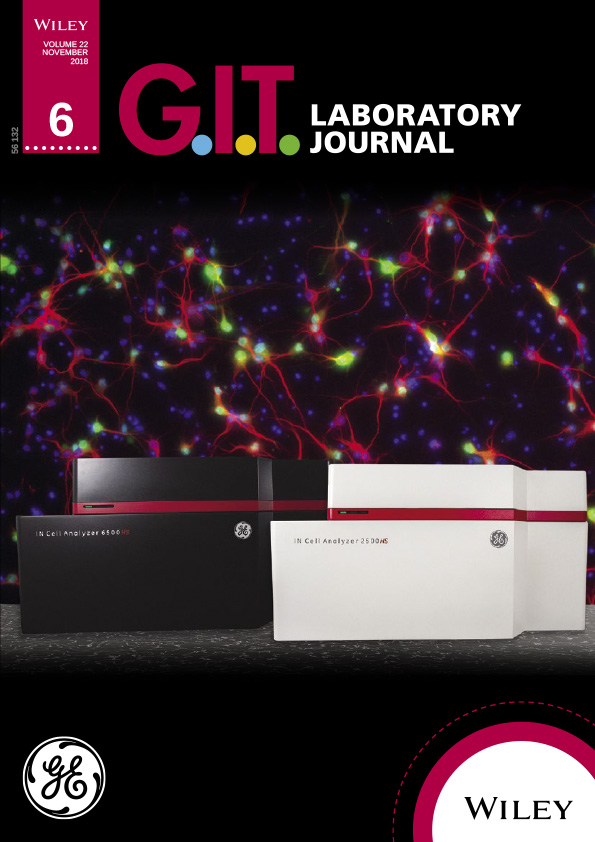 WILEY
VOLUME 22
NOVEMBER
2018
6
56 132
G.I.T.
LABORATORY
JOURNAL
IN Cell Analyzer 6500HS
GE
IN Cell Analyzer 2500HS
GE
GE
WILEY